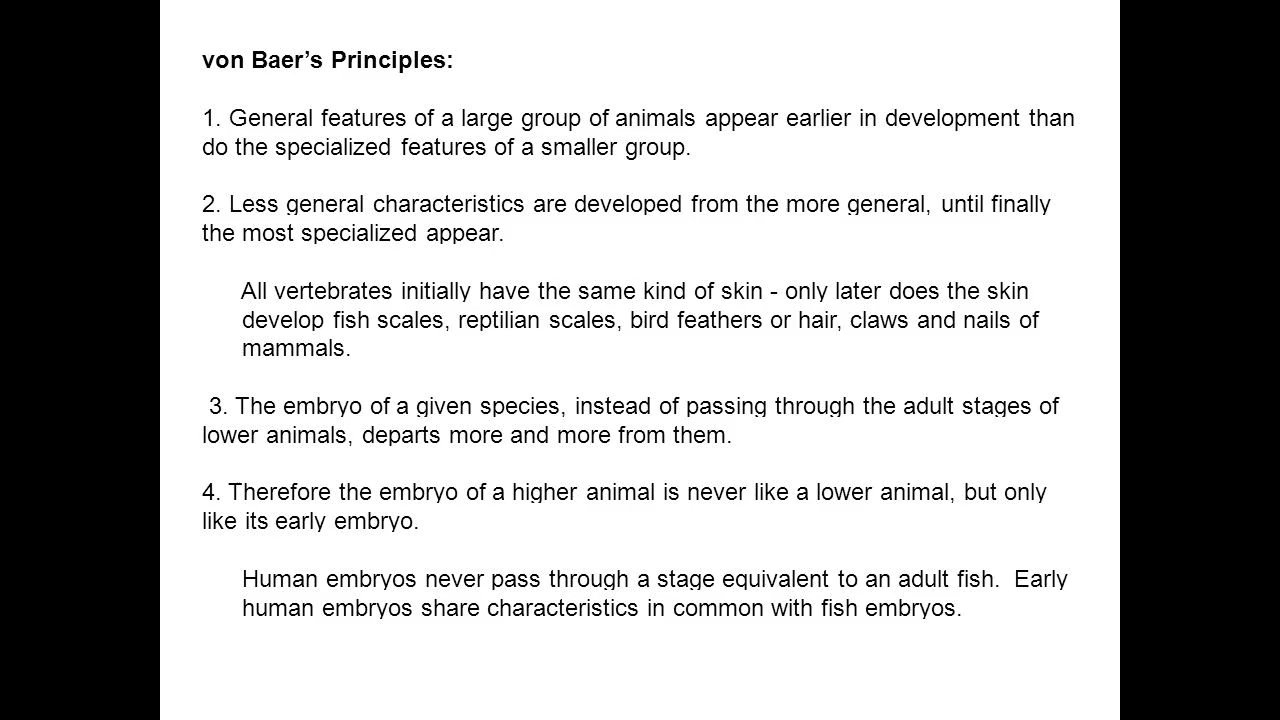 von Baer’s Principles:
1. General features of a large group of animals appear earlier in development than
do the specialized features of a smaller group.
2. Less general characteristics are developed from the more general, until finally
the most specialized appear.
All vertebrates initially have the same kind of skin - only later does the skin
develop fish scales, reptilian scales, bird feathers or hair, claws and nails of
mammals.
3. The embryo of a given species, instead of passing through the adult stages of
lower animals, departs more and more from them.
4. Therefore the embryo of a higher animal is never like a lower animal, but only
like its early embryo.
Human embryos never pass through a stage equivalent to an adult fish.  Early
human embryos share characteristics in common with fish embryos.